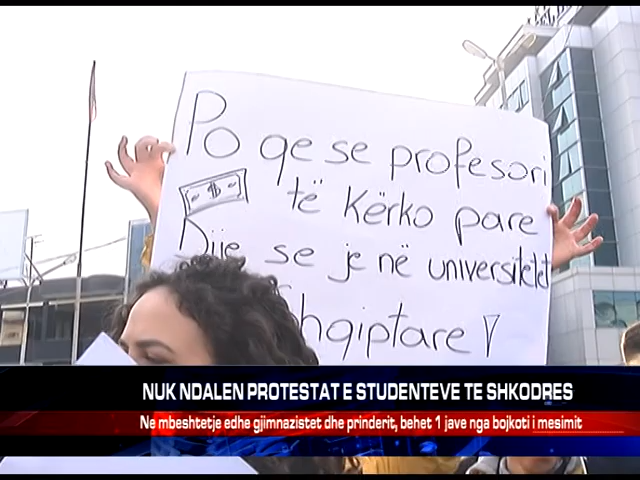 Po qe se profesori
$
të kërko pare
Dije se je në universitetet
Shqiptare!
NUK NDALEN PROTESTAT E STUDENTEVE TE SHKODRES
Ne mbeshtetje edhe gjimnazistet dhe prinderit, behet 1 jave nga bojkoti i mesimit